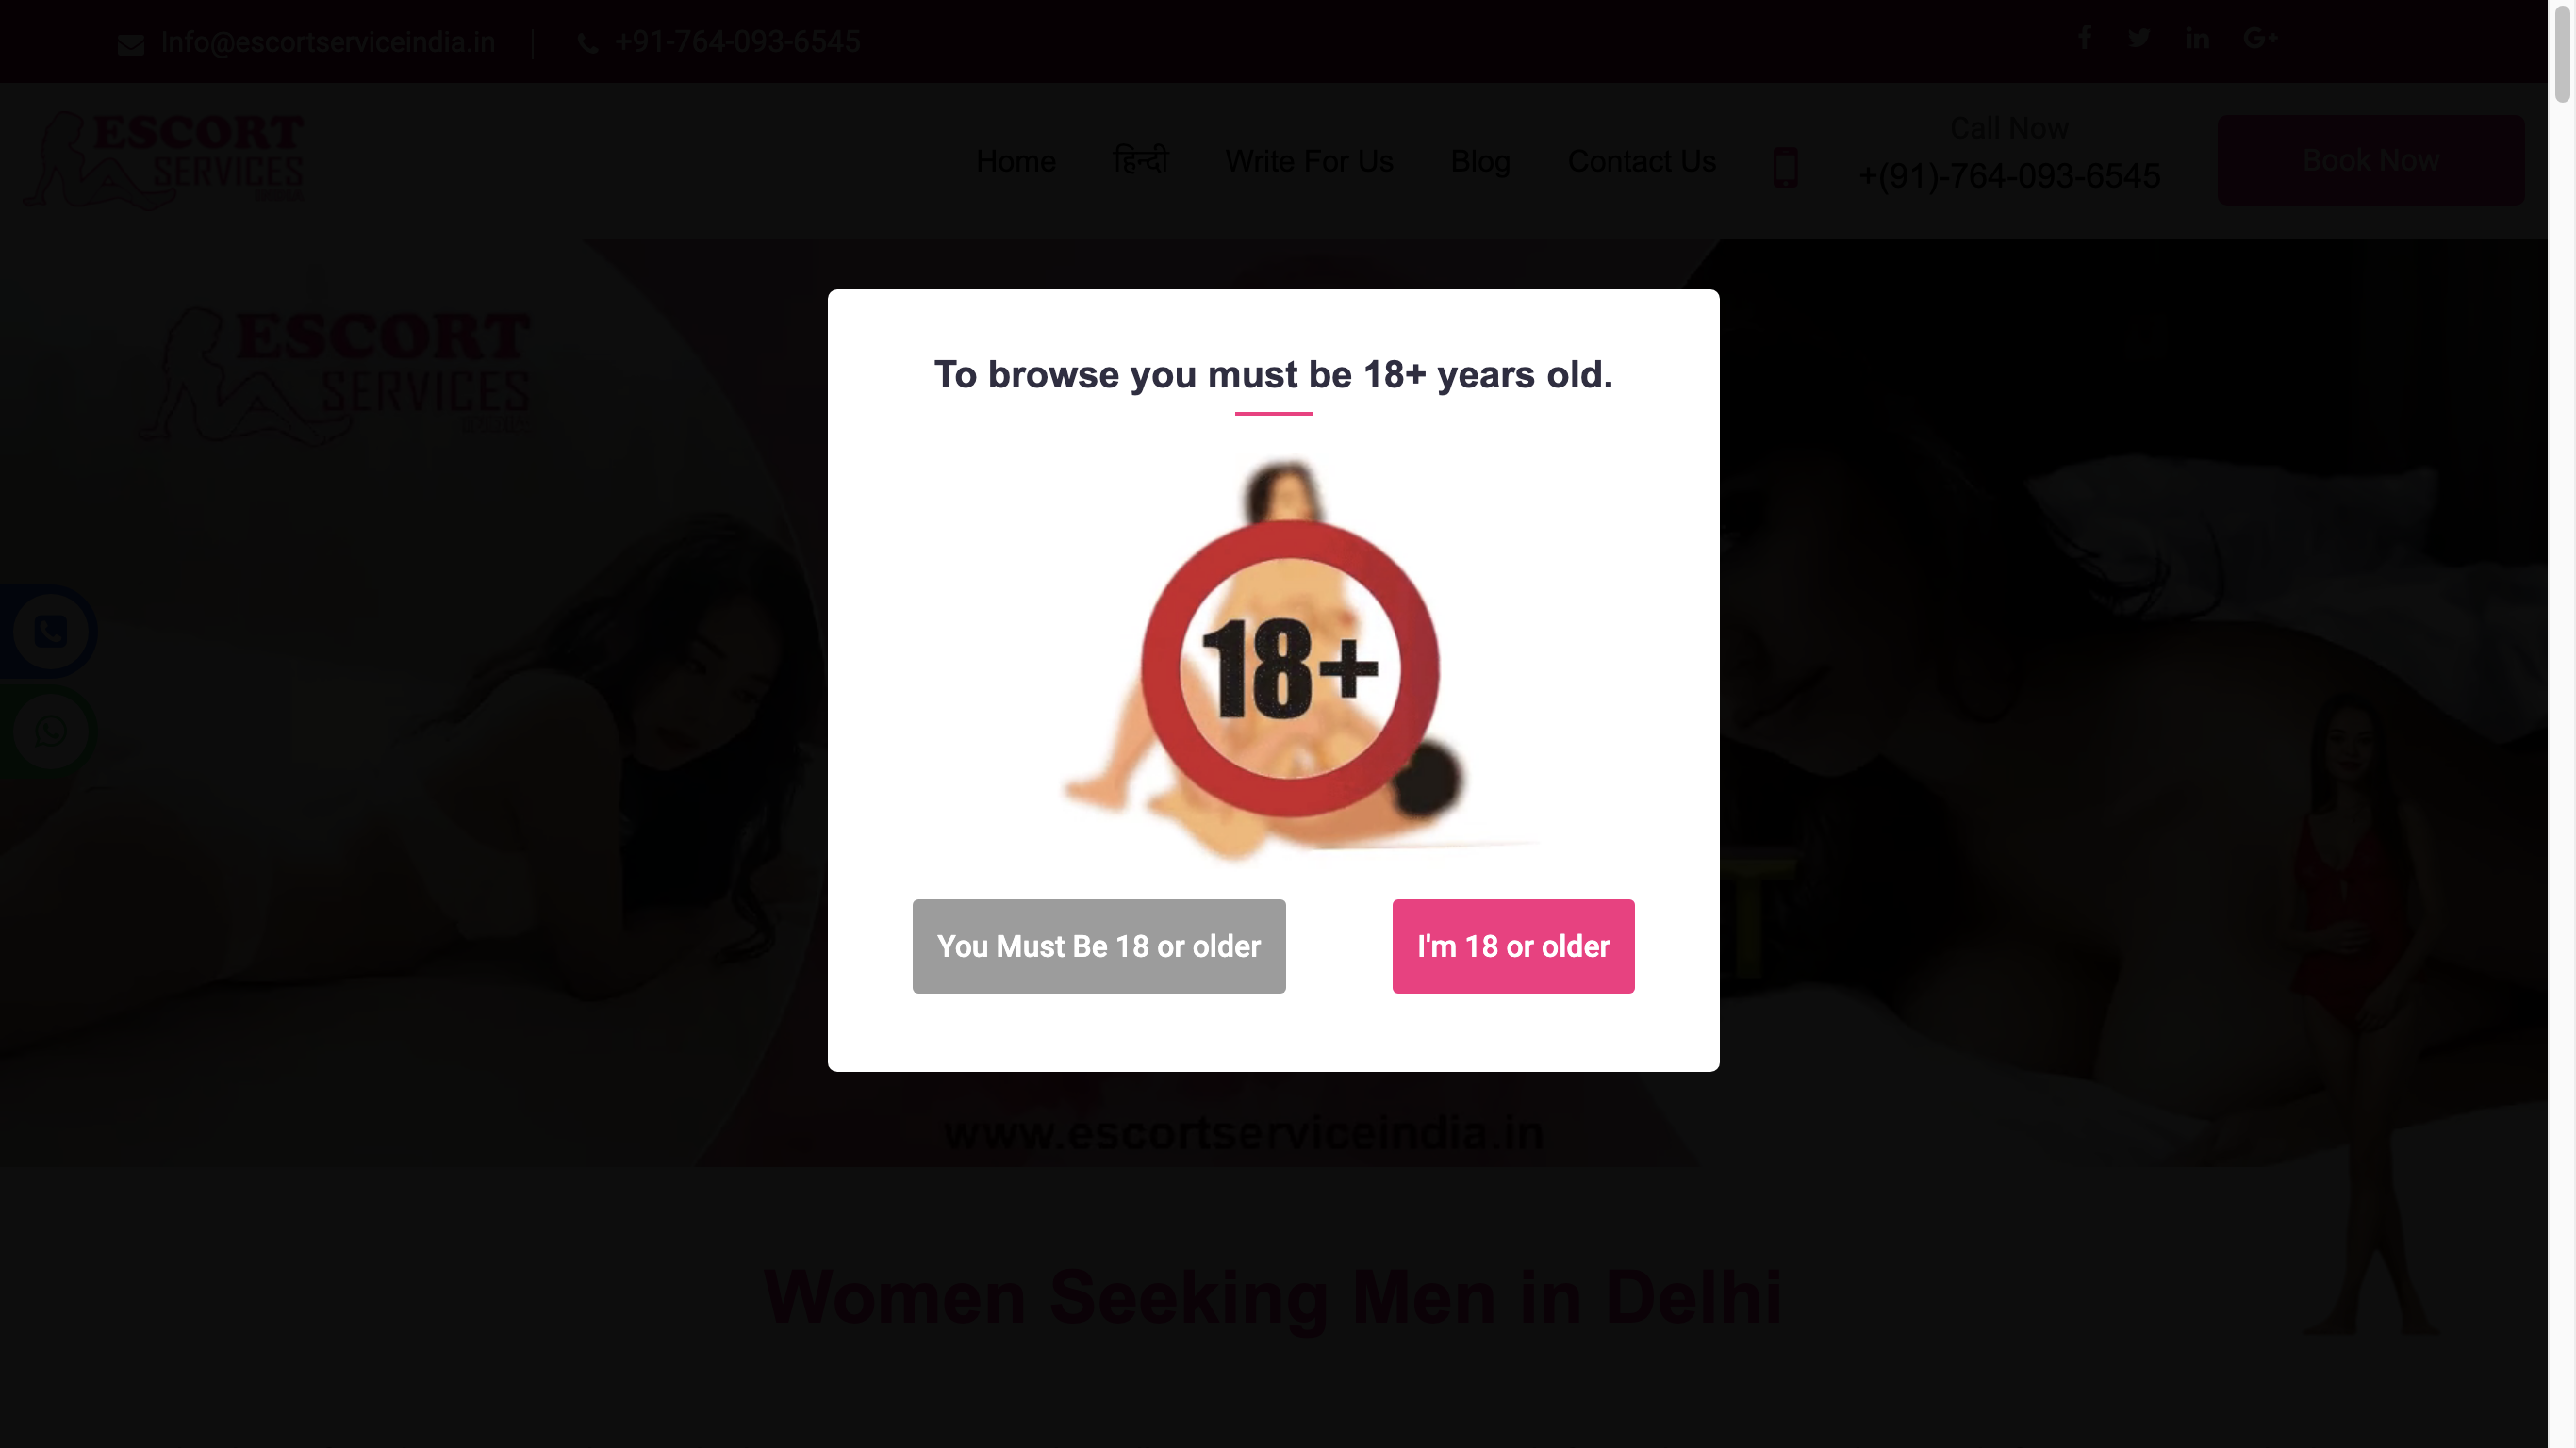 Info@escortserviceindia.in
+91-764-093-6545
ESCORT
SERVICES
Home
हिन्दी
Write For Us
Blog
Contact Us
Call Now
+(91)-764-093-6545
Book Now
ESCORT
SERVICES
To browse you must be 18+ years old.
18+
You Must Be 18 or older
I'm 18 or older
www.escortserviceindia.in
Women Seeking Men in Delhi